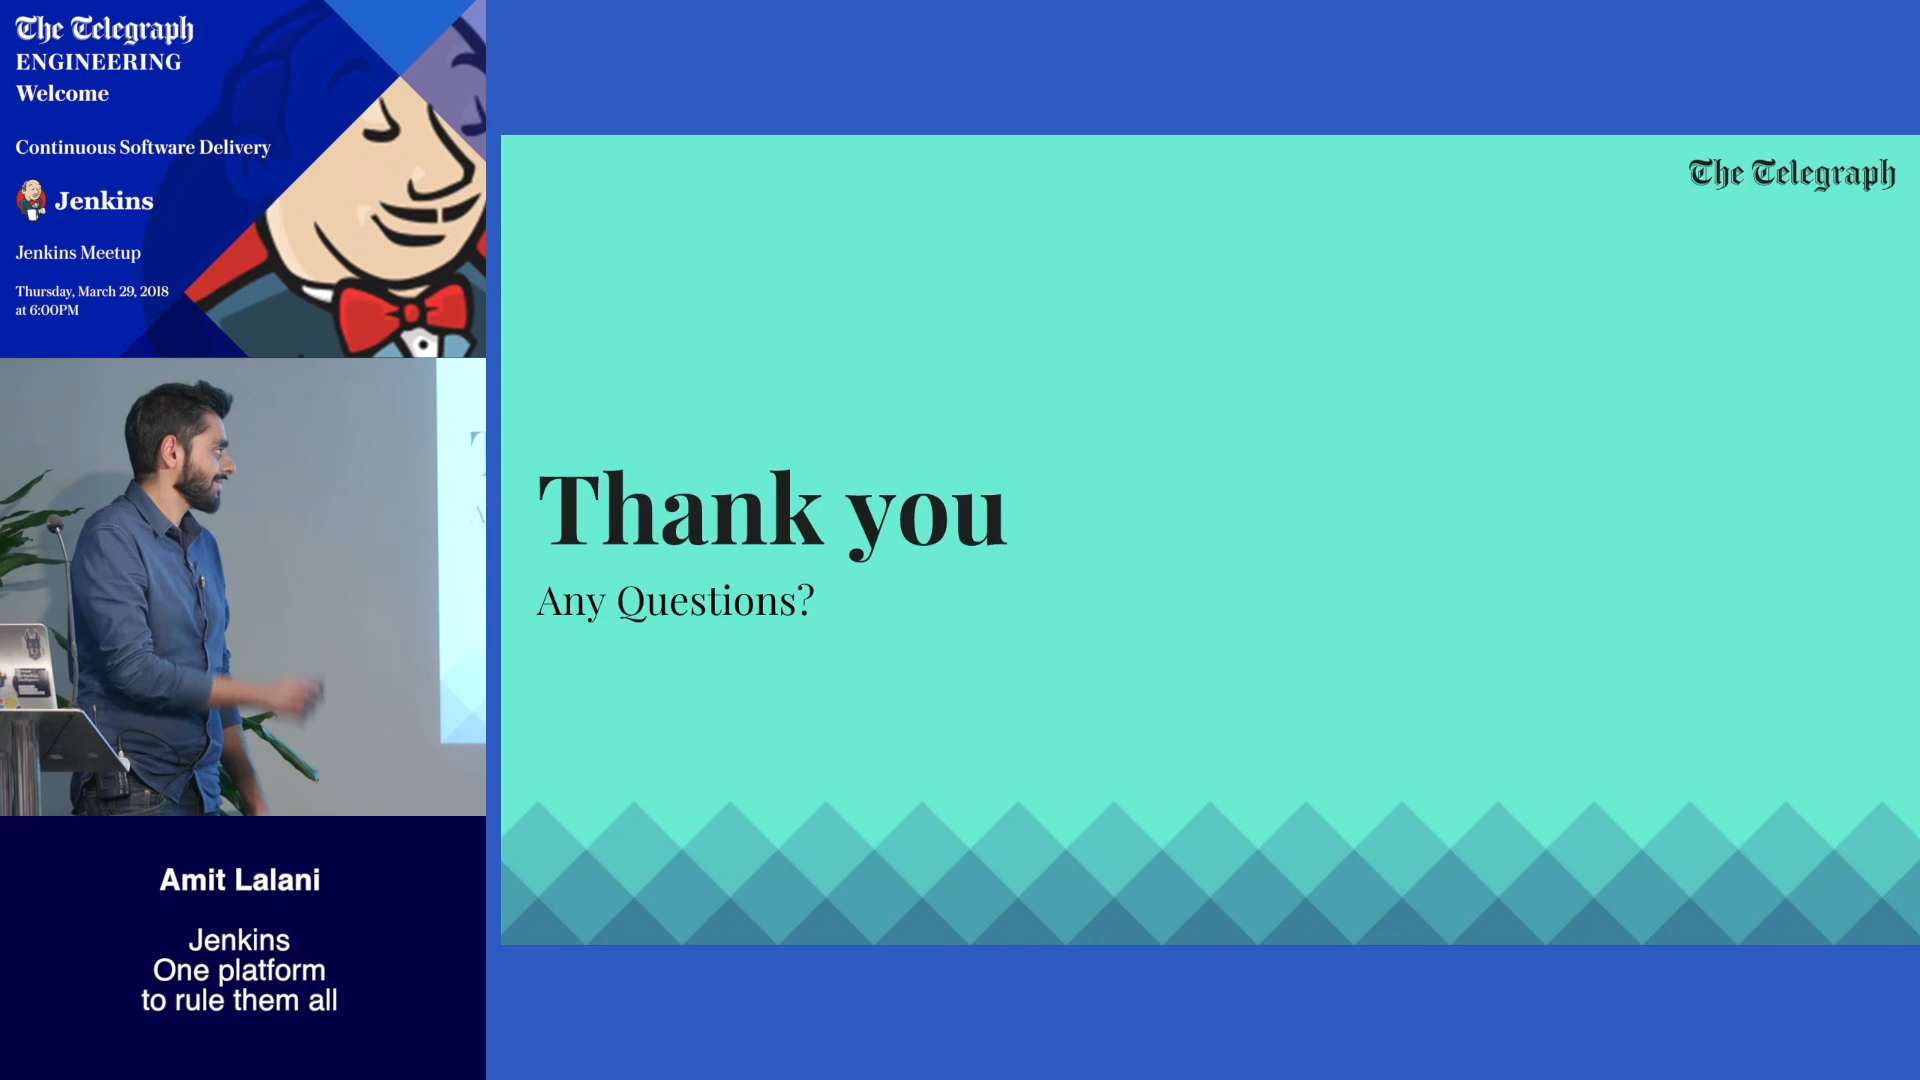 The Telegraph
ENGINEERING
Welcome
Continuous Software Delivery
Jenkins
Jenkins Meetup
Thursday, March 29, 2018
at 6:00PM
Amit Lalani
Jenkins
One platform
to rule them all
The Telegraph
Thank you
Any Questions?